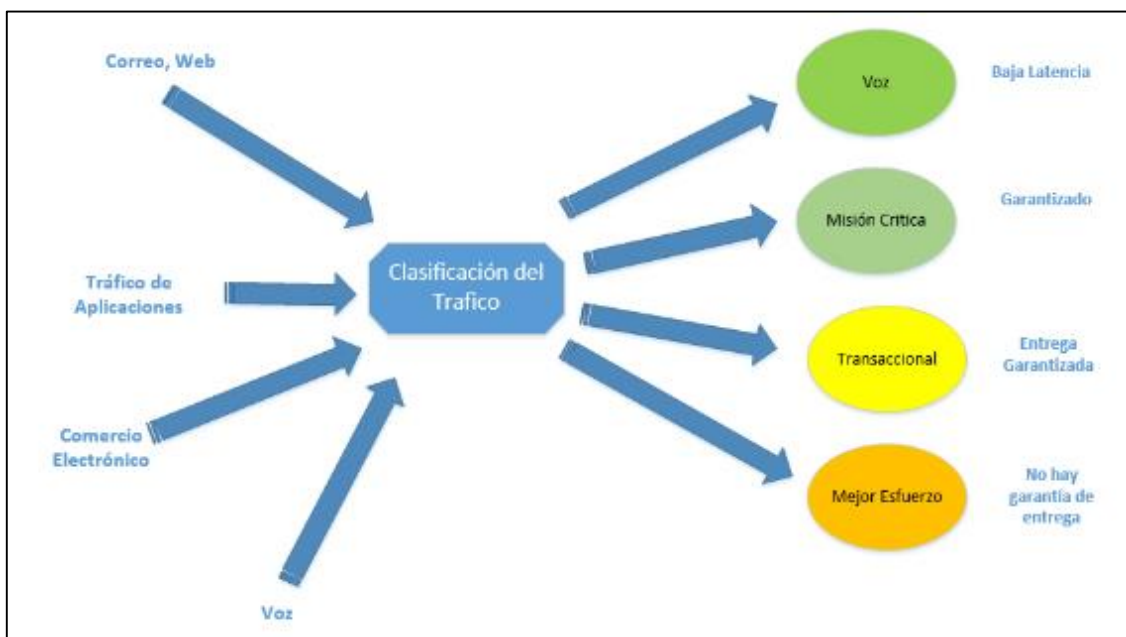 Correo, Web
Tráfico de
Aplicaciones
Comercio
Electrónico
Voz
Clasificación del
Trafico
Voz
Baja Latencia
Misión Critica
Garantizado
Transaccional
Entrega
Garantizada
Mejor Esfuerzo
No hay
garantía de
entrega